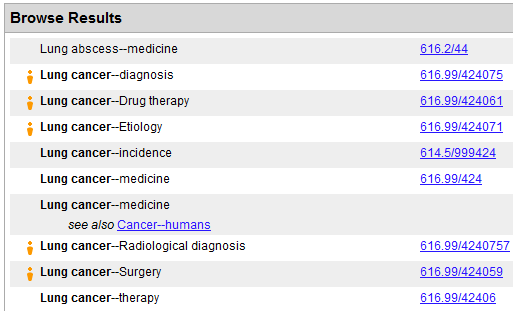 Browse Results
Lung abscess--medicine 616.2/44
Lung cancer--diagnosis 616.99/424075
Lung cancer--Drug therapy 616.99/424061
Lung cancer--Etiology 616.99/424071
Lung cancer--incidence 614.5/999424
Lung cancer--medicine 616.99/424
Lung cancer--medicine
see also Cancer--humans
Lung cancer--Radiological diagnosis 616.99/4240757
Lung cancer--Surgery 616.99/424059
Lung cancer--therapy 616.99/42406